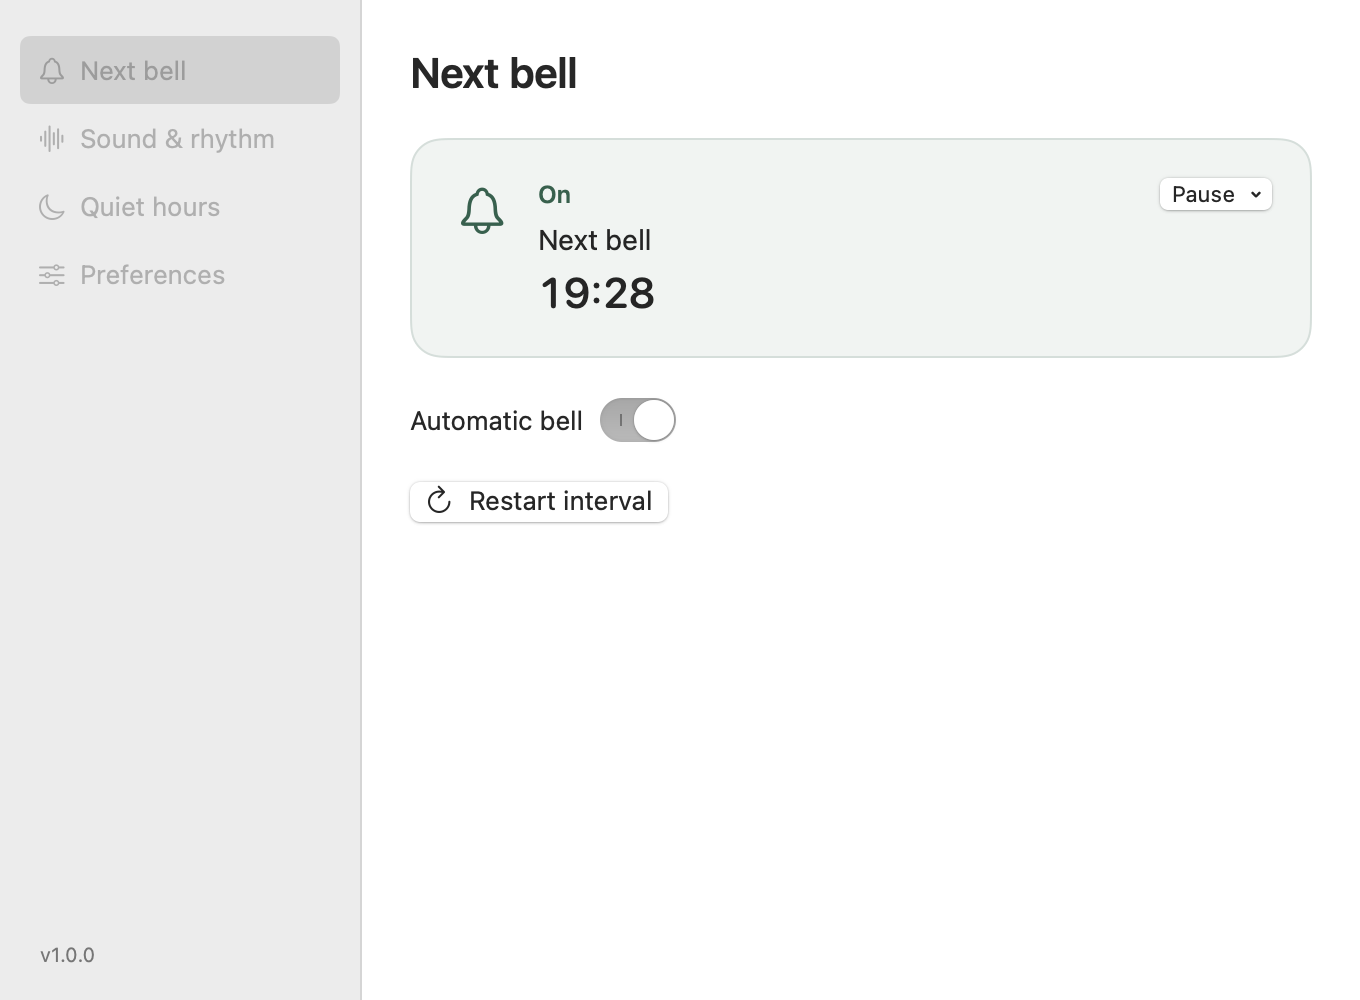 Next bell
Sound & rhythm
Quiet hours
Preferences
v1.0.0
Next bell
On
Pause
Next bell
19:28
Automatic bell
Restart interval